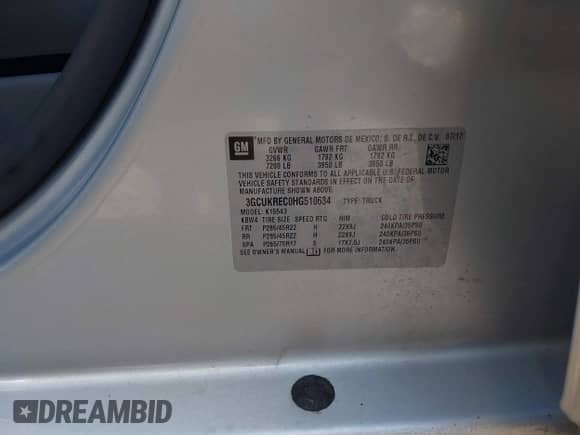 GM
MFD BY GENERAL MOTORS DE MEXICO, S. DE R.L. DE C.V. 07/17
GVWR GAWR FRT GAWR RR
3266 KG 1792 KG 1792 KG
7200 LB 3950 LB 3950 LB
THIS VEHICLE CONFORMS TO ALL APPLICABLE U.S. FEDERAL MOTOR
VEHICLE SAFETY STANDARDS IN EFFECT ON THE DATE OF MANUFACTURE
SHOWN ABOVE.
3GCUKREC0HG510634 TYPE: TRUCK
MODEL: K15543
TIRE SIZE SPEED RTG RIM COLD TIRE PRESSURE
FRT P285/45R22 H 22X9J 240KPA(35PSI)
RR P285/45R22 H 22X9J 240KPA(35PSI)
SPA P265/70R17 S 17X7.0J 240KPA(35PSI)
SEE OWNER'S MANUAL FOR MORE INFORMATION.
DREAMBID